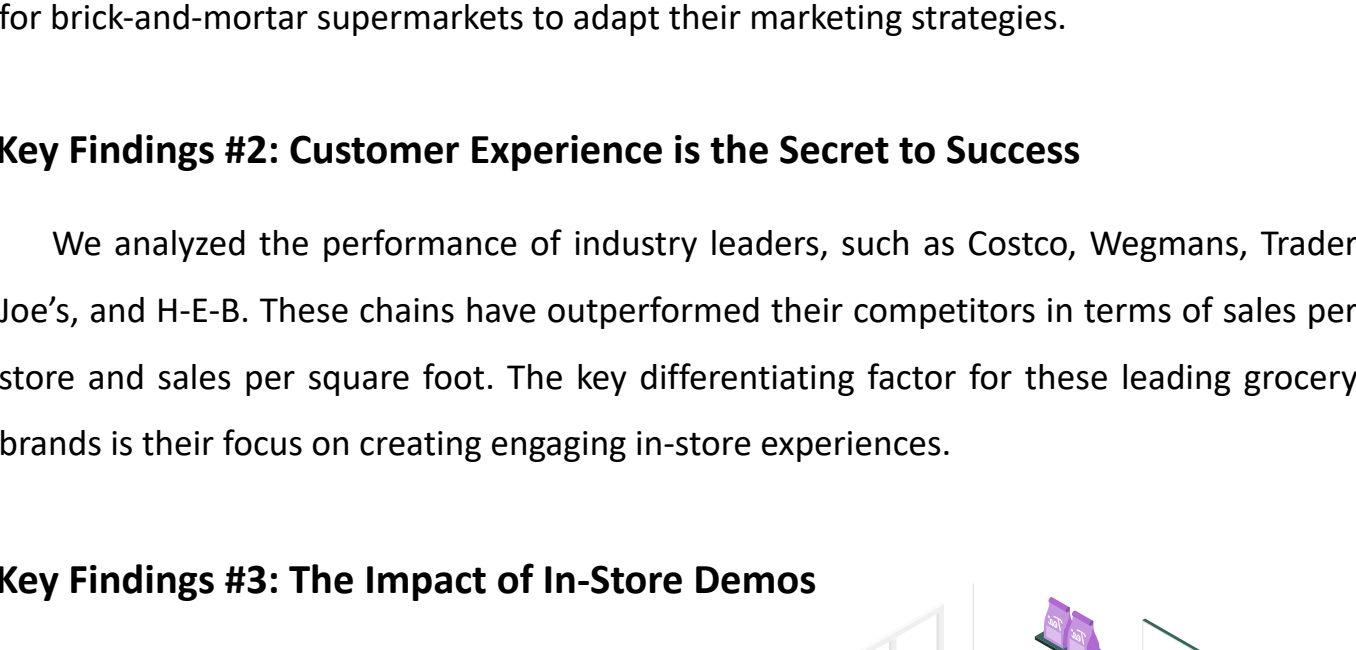 for brick-and-mortar supermarkets to adapt their marketing strategies.
Key Findings #2: Customer Experience is the Secret to Success
We analyzed the performance of industry leaders, such as Costco, Wegmans, Trader
Joe’s, and H-E-B. These chains have outperformed their competitors in terms of sales per
store and sales per square foot. The key differentiating factor for these leading grocery
brands is their focus on creating engaging in-store experiences.
Key Findings #3: The Impact of In-Store Demos